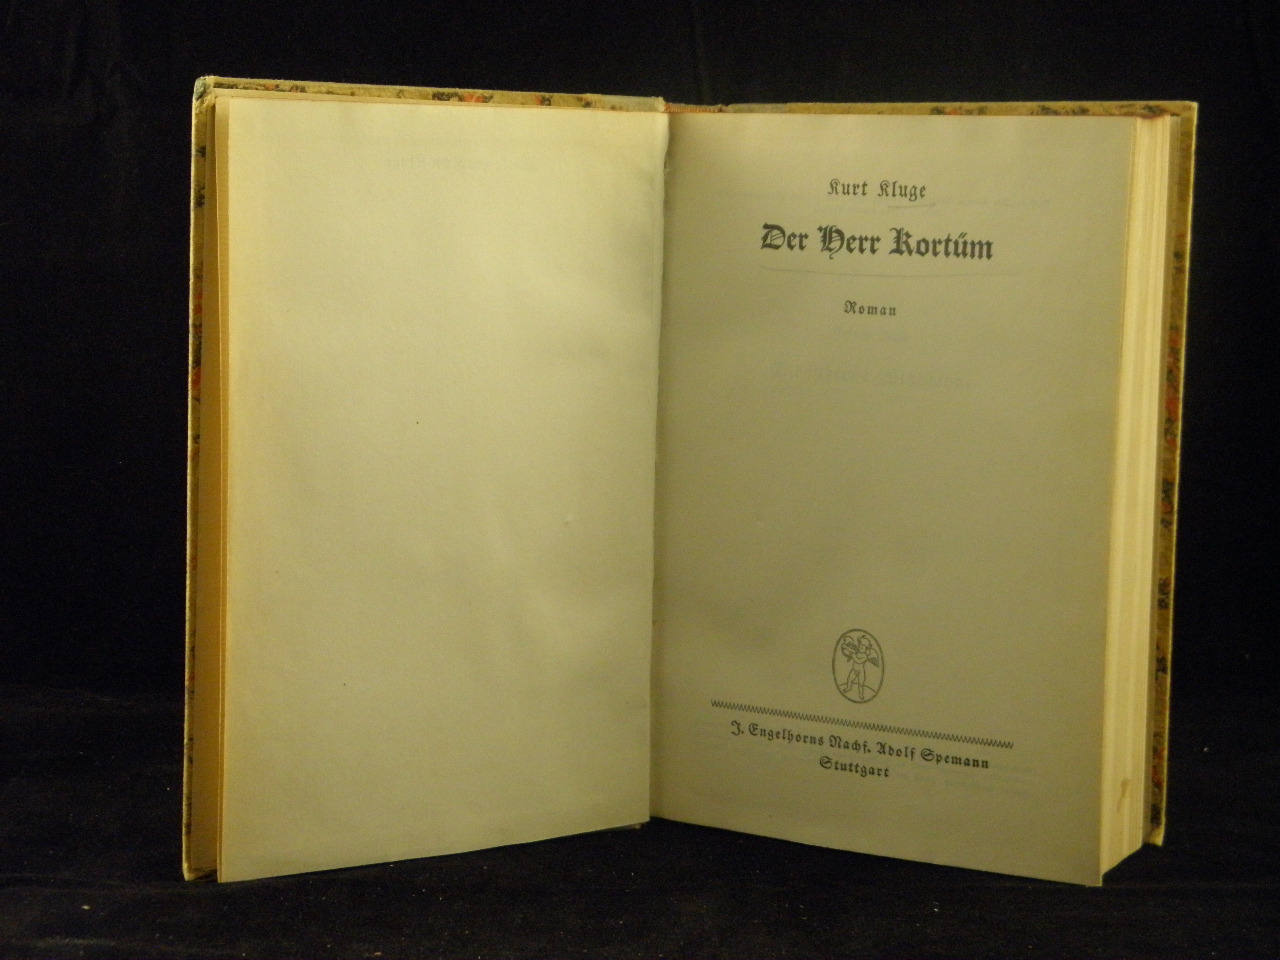 Kurt Kluge
Der Herr Kortüm
Roman
J. Engelhorns Nachf. Adolf Spemann
Stuttgart